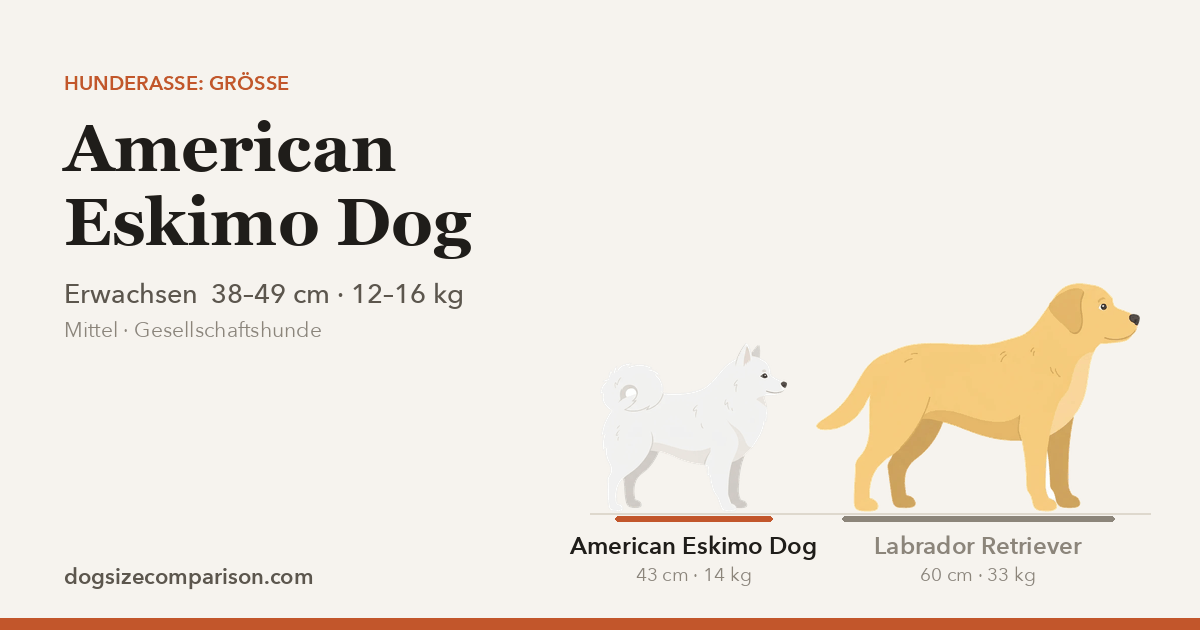 HUNDERASSE: GRÖSSE
American
Eskimo Dog
Erwachsen 38–49 cm · 12–16 kg
Mittel · Gesellschaftshunde
American Eskimo Dog
43 cm · 14 kg
Labrador Retriever
60 cm · 33 kg
dogsizecomparison.com